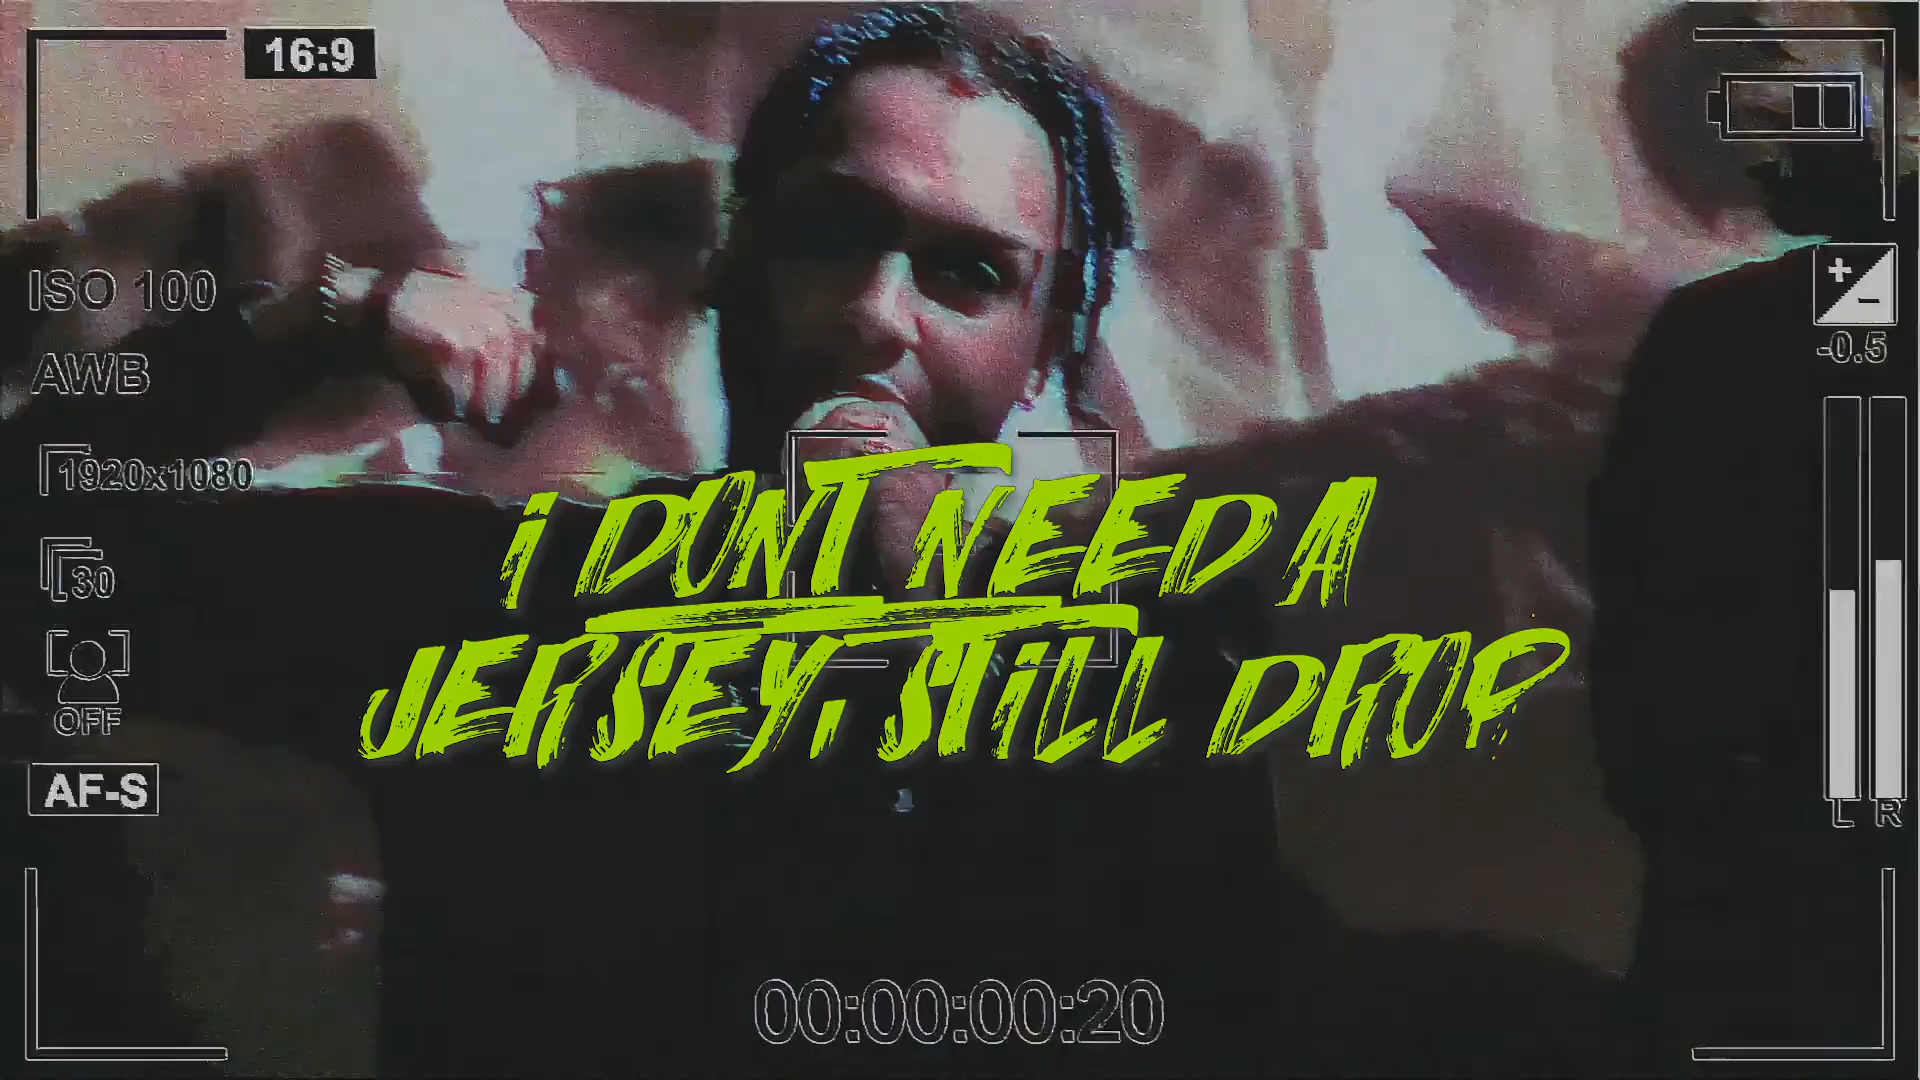 16:9
ISO 100
AWB
1920x1080
30
OFF
AF-S
+
-
-0.5
L R
i DONT NEED A
JERSEY, STiLL DROP
00:00:00:20